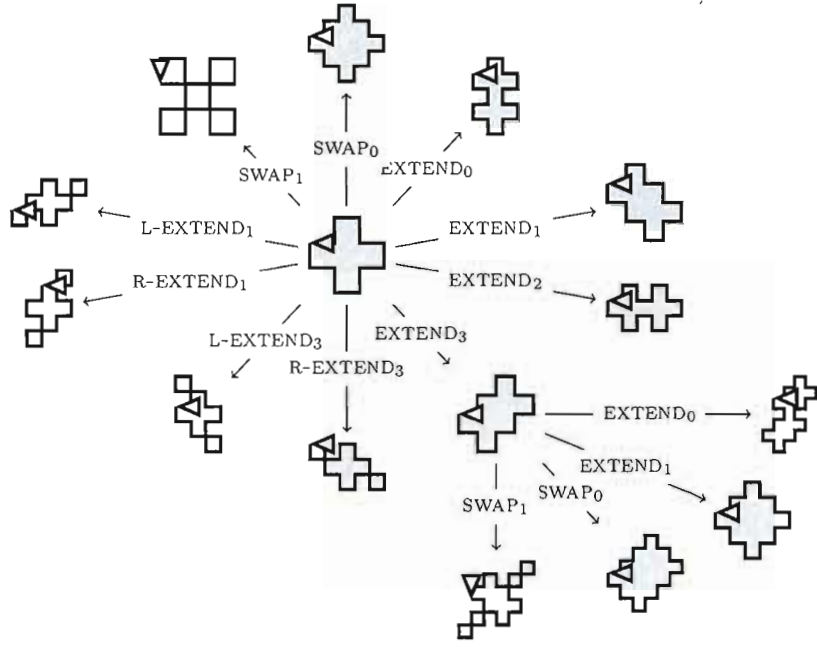 SWAP0
EXTEND0
SWAP1
L-EXTEND1
EXTEND1
R-EXTEND1
EXTEND2
L-EXTEND3
EXTEND3
R-EXTEND3
EXTEND0
EXTEND1
SWAP1
SWAP0